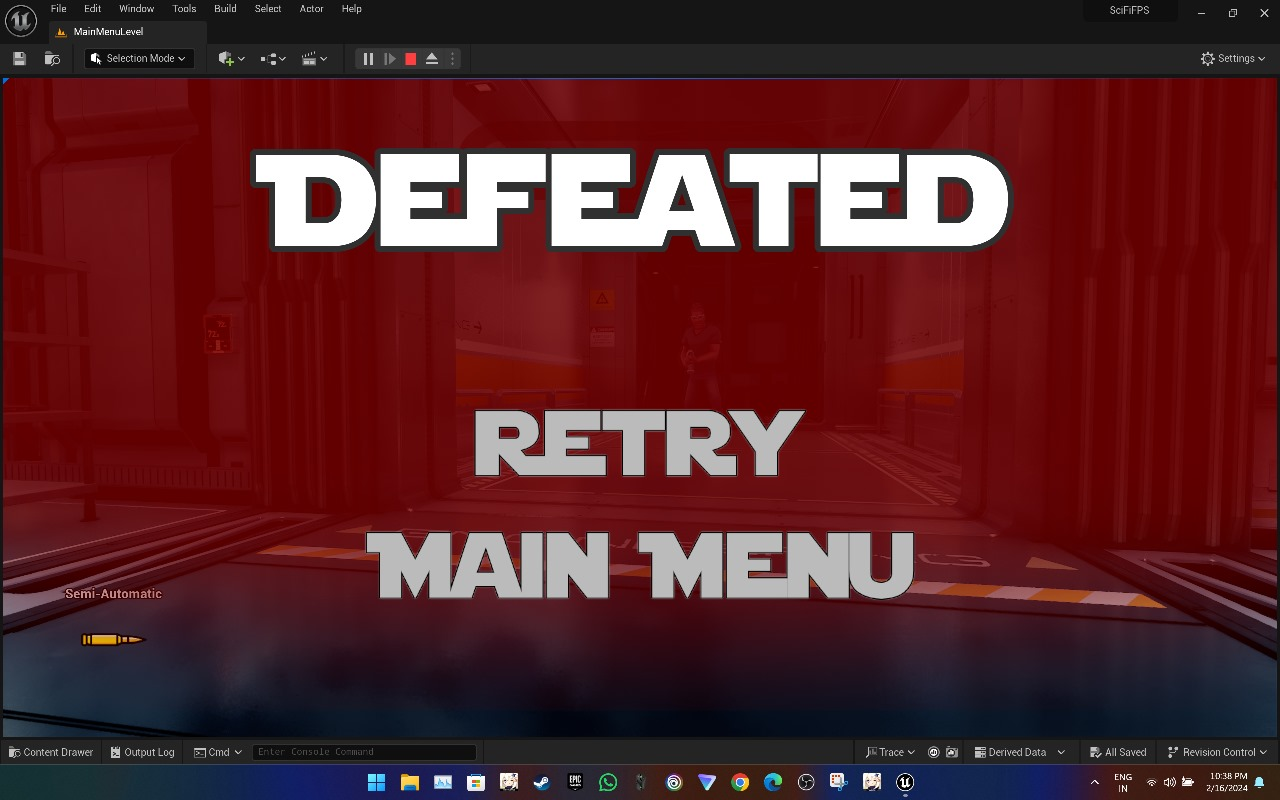 File Edit Window Tools Build Select Actor Help
SciFiFPS
MainMenuLevel
Selection Mode
Settings
DEFEATED
RETRY
MAIN MENU
Semi-Automatic
Content Drawer Output Log Cmd Enter Console Command Trace Derived Data All Saved Revision Control
ENG 10:38 PM
IN 2/16/2024